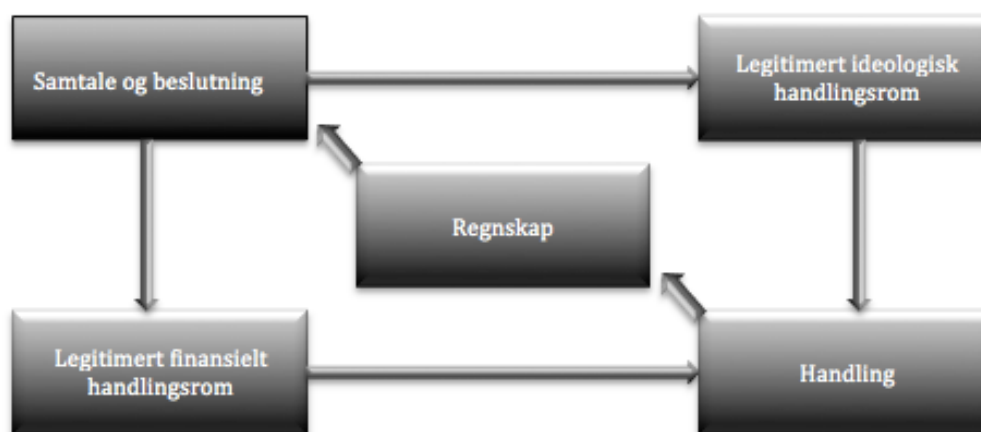 Samtale og beslutning
Legitimert ideologisk
handlingsrom
Regnskap
Legitimert finansielt
handlingsrom
Handling